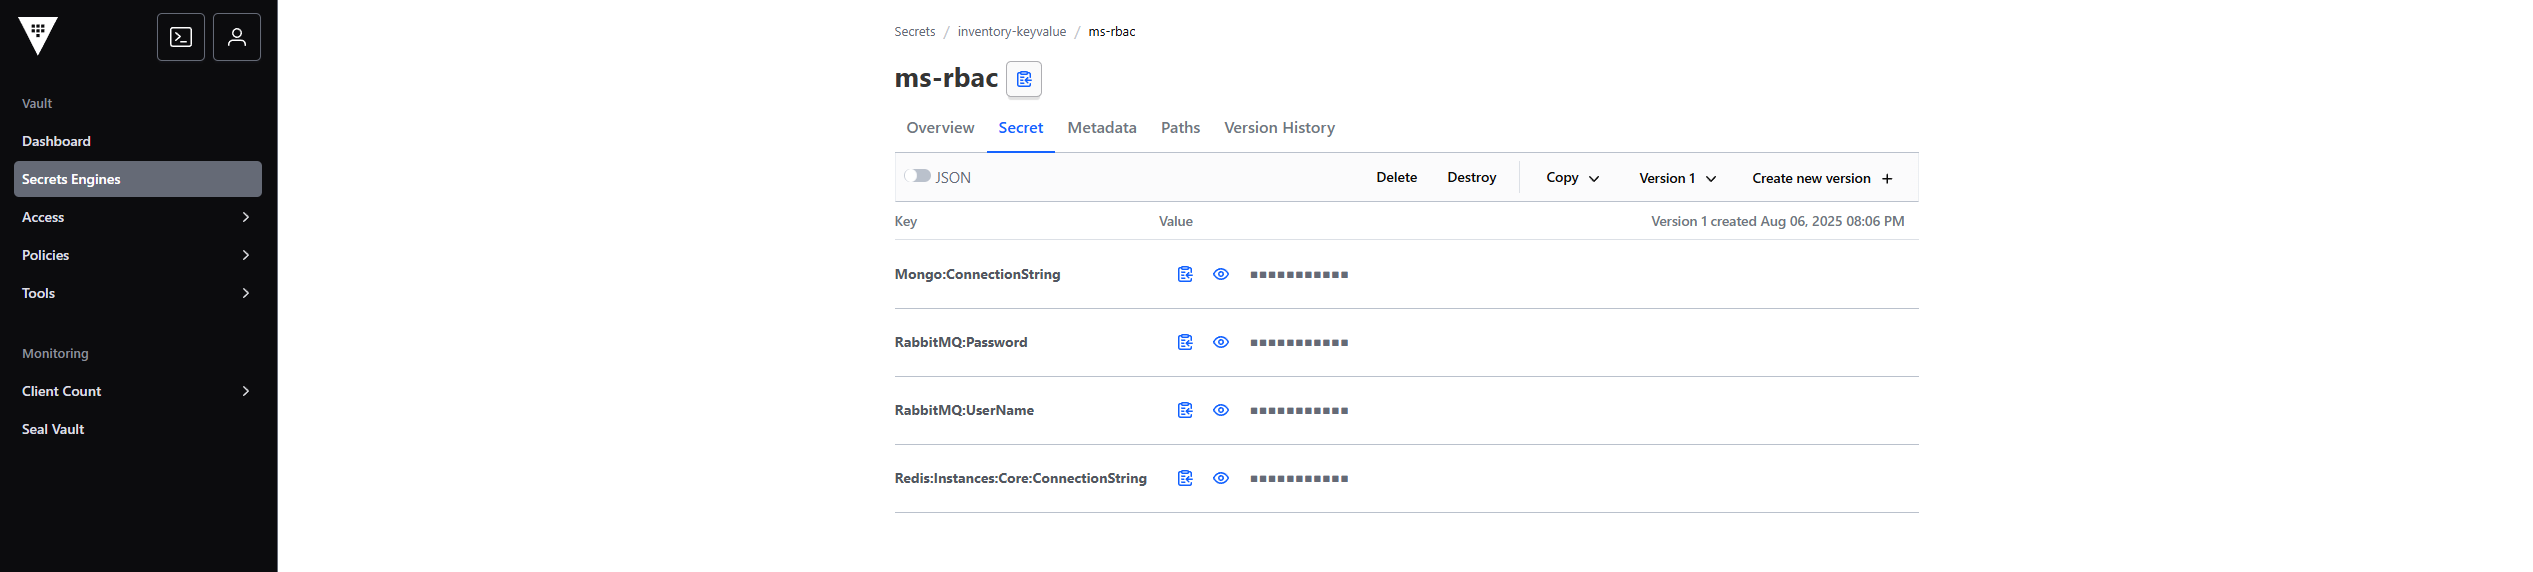 Secrets / inventory-keyvalue / ms-rbac
ms-rbac
Vault
Dashboard
Secrets Engines
Access
Policies
Tools
Monitoring
Client Count
Seal Vault
Overview Secret Metadata Paths Version History
JSON Delete Destroy Copy Version 1 Create new version +
Key Value Version 1 created Aug 06, 2025 08:06 PM
Mongo:ConnectionString
RabbitMQ:Password
RabbitMQ:UserName
Redis:Instances:Core:ConnectionString